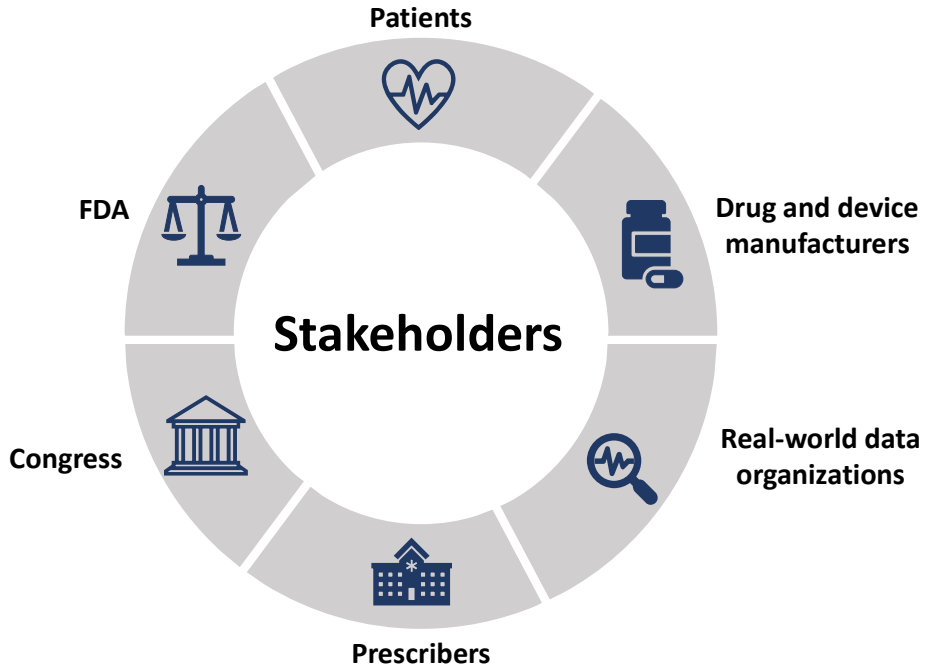 Patients
FDA
Drug and device
manufacturers
Stakeholders
Congress
Real-world data
organizations
Prescribers